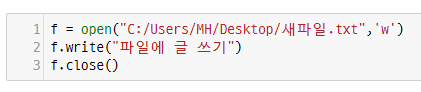 1 f = open("C:/Users/MH/Desktop/새파일.txt",'w')
2 f.write("파일에 글 쓰기")
3 f.close()